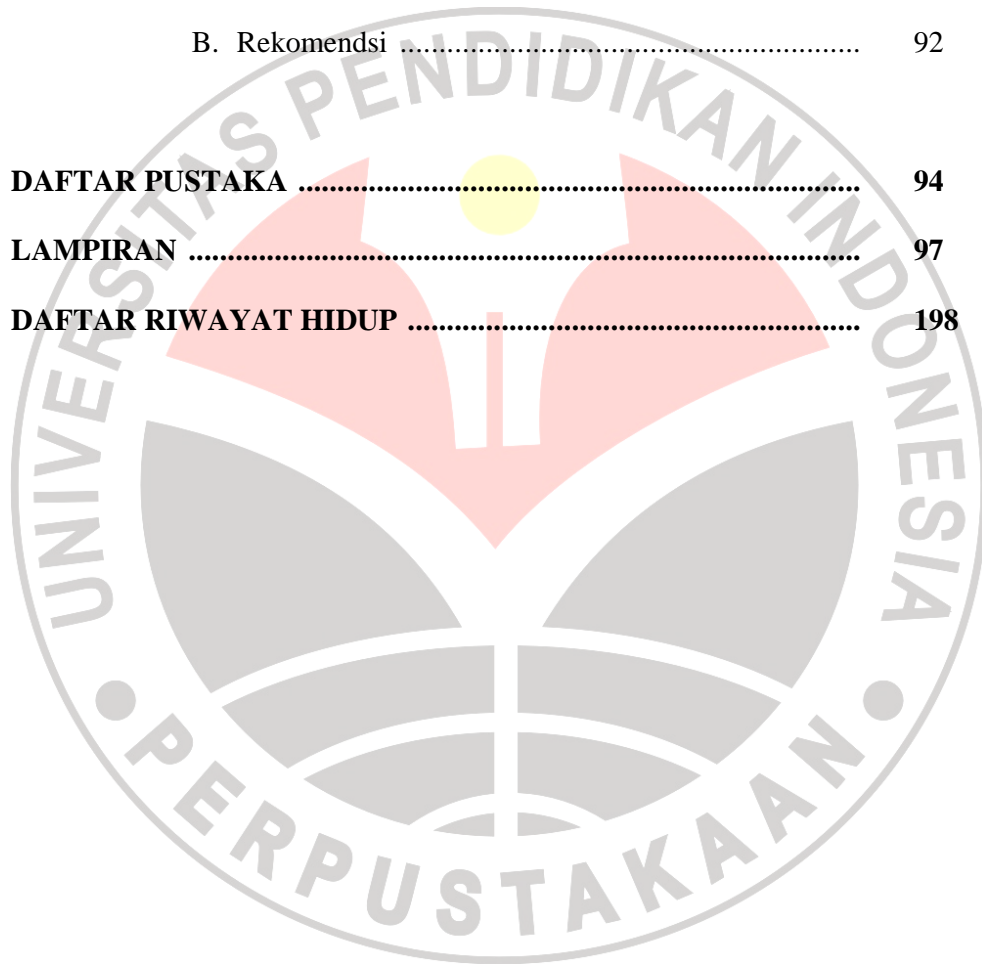 B. Rekomendsi ........................................................ 92
DAFTAR PUSTAKA ..................................................................... 94
LAMPIRAN ................................................................................... 97
DAFTAR RIWAYAT HIDUP ........................................................ 198
UNIVERSITAS PENDIDIKAN INDONESIA
PERPUSTAKAAN